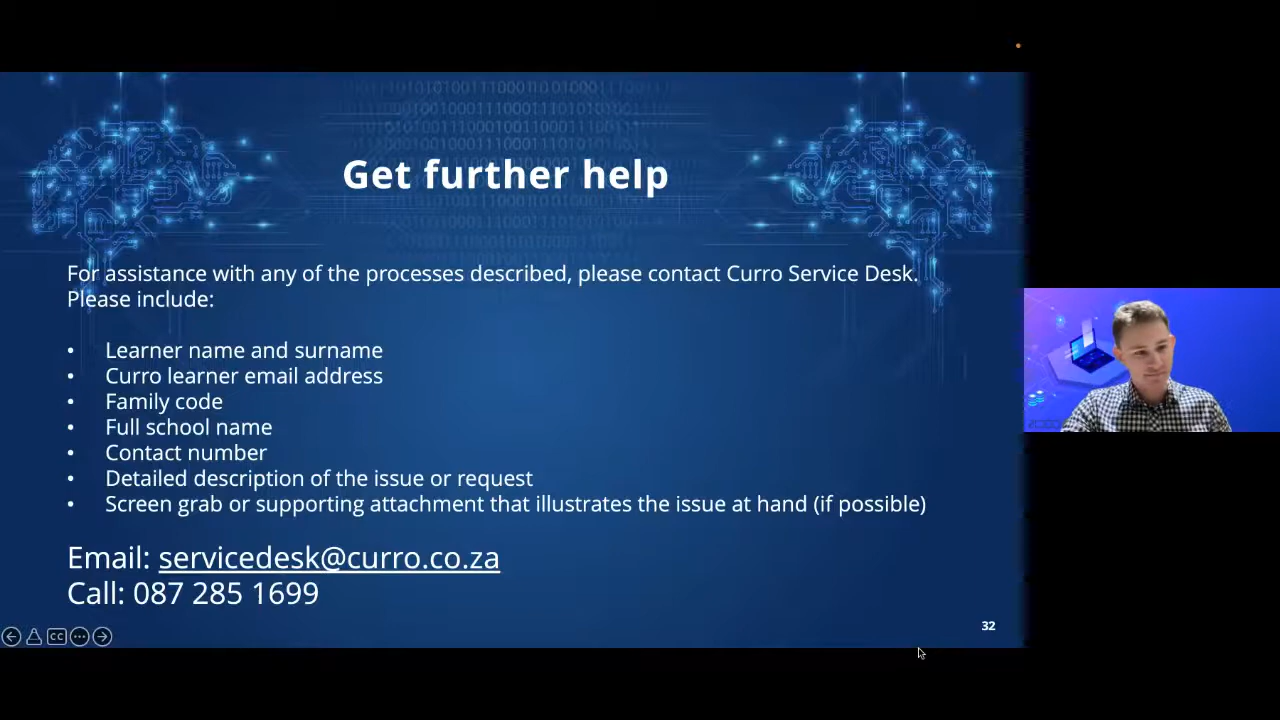 Get further help
For assistance with any of the processes described, please contact Curro Service Desk.
Please include:
• Learner name and surname
• Curro learner email address
• Family code
• Full school name
• Contact number
• Detailed description of the issue or request
• Screen grab or supporting attachment that illustrates the issue at hand (if possible)
Email: servicedesk@curro.co.za
Call: 087 285 1699
32
CC